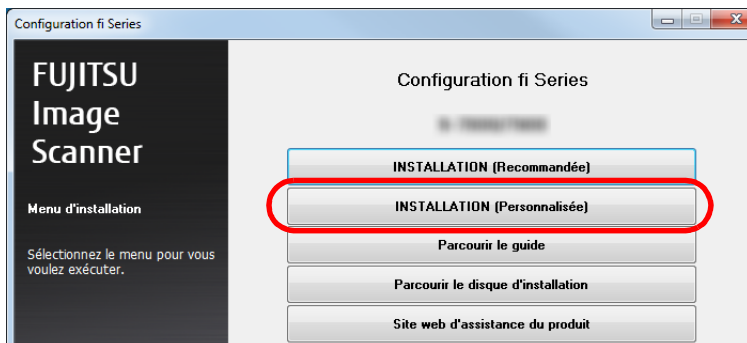 Configuration fi Series
FUJITSU
Image
Scanner
Menu d'installation
Sélectionnez le menu pour vous
voulez exécuter.
Configuration fi Series
INSTALLATION (Recommandée)
INSTALLATION (Personnalisée)
Parcourir le guide
Parcourir le disque d'installation
Site web d'assistance du produit